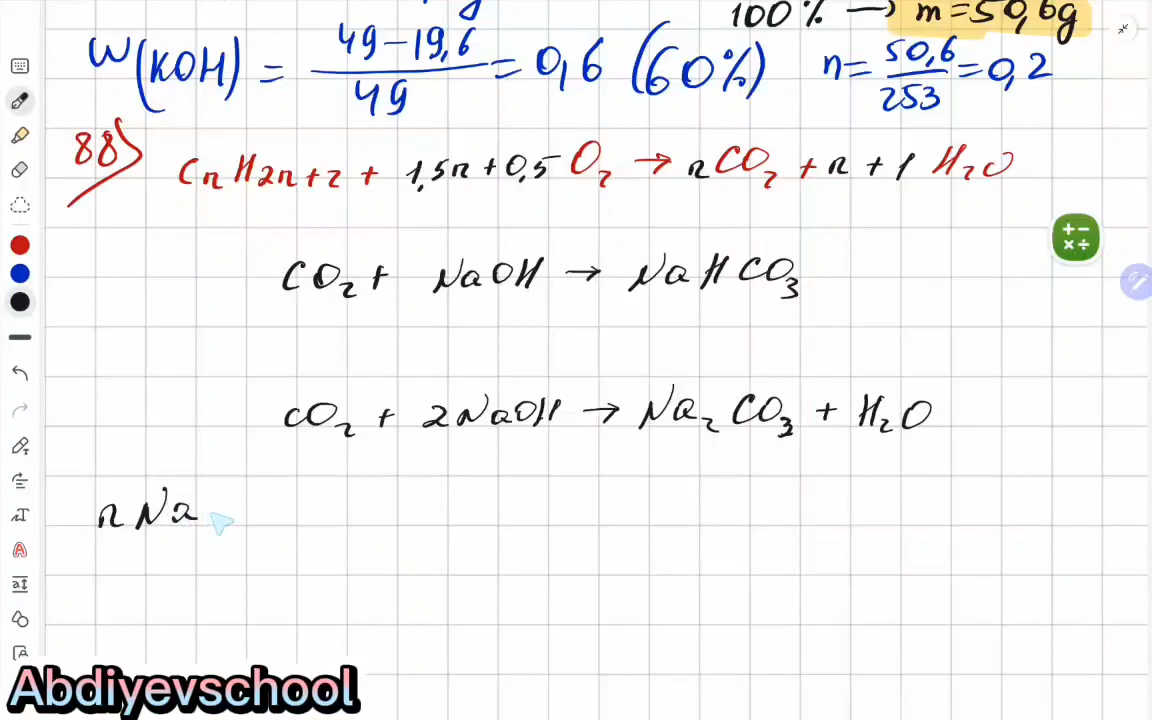 100% → m=50,6g
W(KOH) = 49-19,6 / 49 = 0,6 (60%) n= 50,6 / 253 =0,2
88) CnH2n+2 + 1,5n+0,5 O₂ → nCO₂ + n+1 H₂O
CO₂ + NaOH → NaHCO₃
CO₂ + 2NaOH → Na₂CO₃ + H₂O
n Na
Abdiyevschool